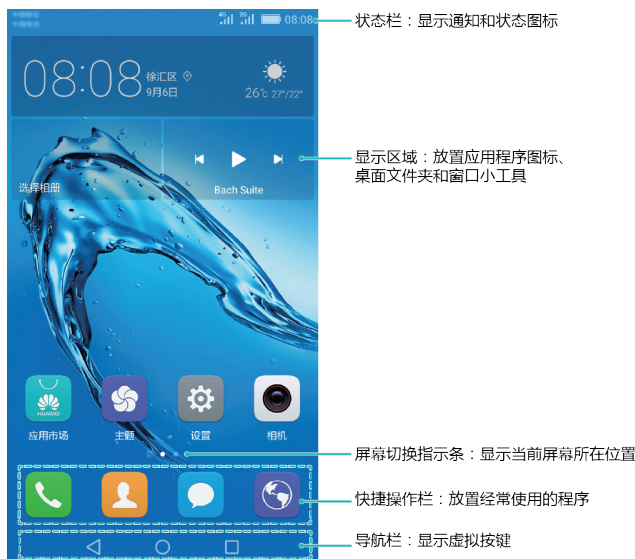 4G 2G 08:08
状态栏：显示通知和状态图标
08:08
徐汇区
9月6日
26℃ 27°/22°
选择相册
Bach Suite
显示区域：放置应用程序图标、
桌面文件夹和窗口小工具
HUAWEI
应用市场 主题 设置 相机
屏幕切换指示条：显示当前屏幕所在位置
快捷操作栏：放置经常使用的程序
导航栏：显示虚拟按键